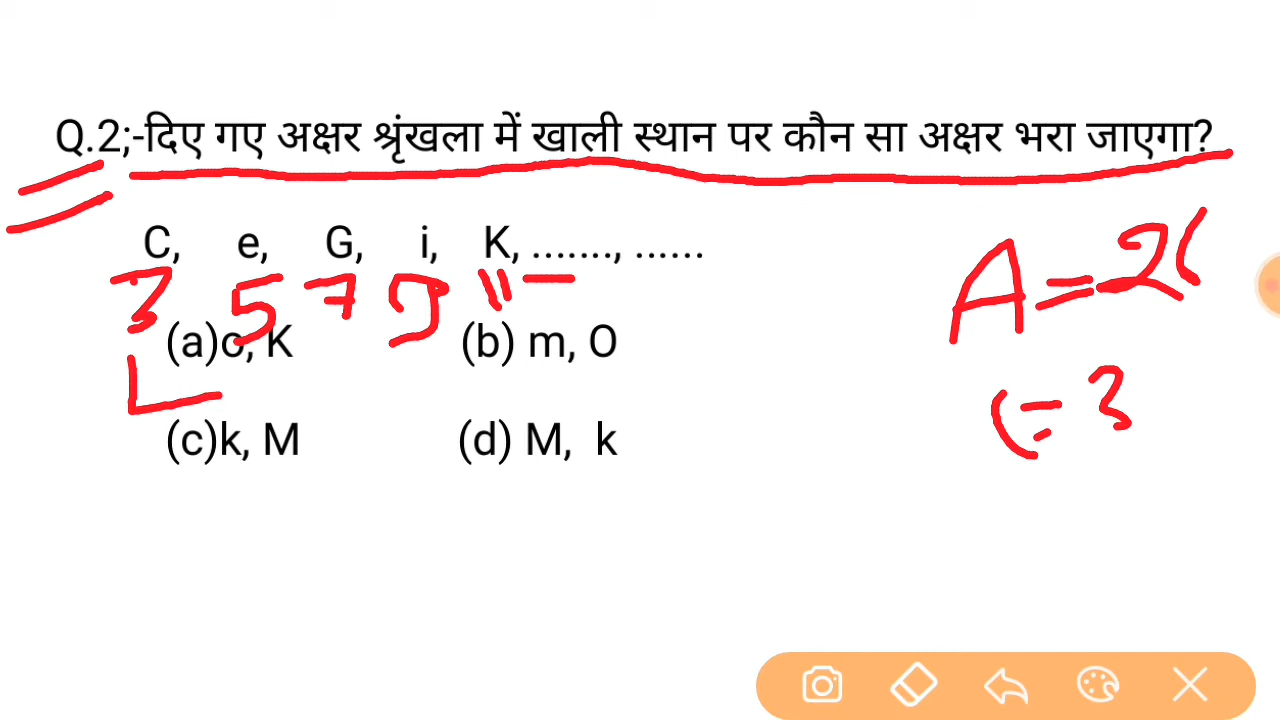 Q.2;-दिए गए अक्षर श्रृंखला में खाली स्थान पर कौन सा अक्षर भरा जाएगा?
C, e, G, i, K, ......., ......
3 5 7 9 11
A=26
(a)o, K (b) m, O
C= 3
(c)k, M (d) M, k